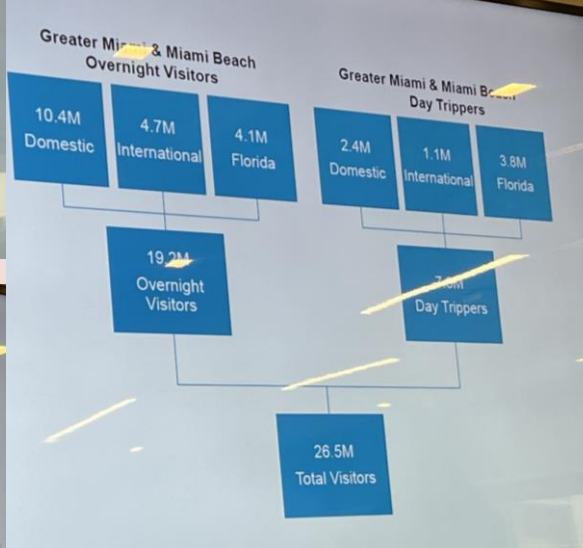 Greater Miami & Miami Beach
Overnight Visitors
10.4M
Domestic
4.7M
International
4.1M
Florida
19.2M
Overnight
Visitors
Greater Miami & Miami Beach
Day Trippers
2.4M
Domestic
1.1M
International
3.8M
Florida
Day Trippers
26.5M
Total Visitors